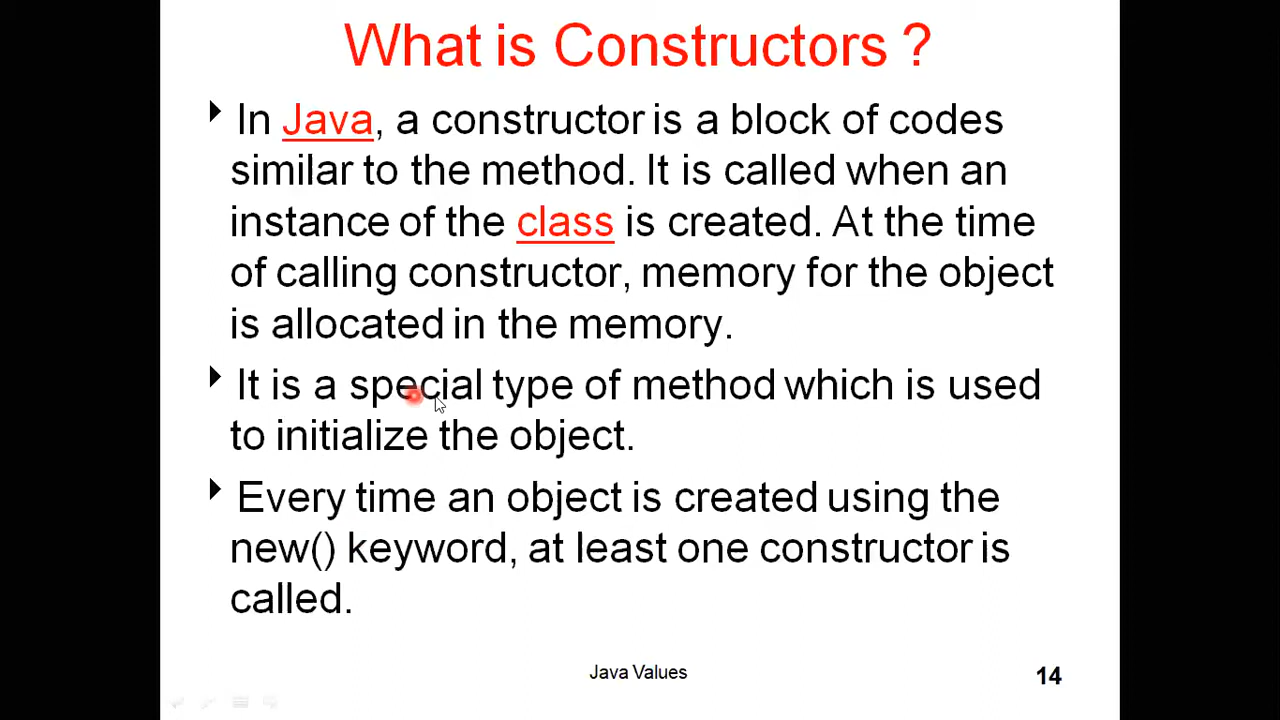 What is Constructors ?
In Java, a constructor is a block of codes
similar to the method. It is called when an
instance of the class is created. At the time
of calling constructor, memory for the object
is allocated in the memory.
It is a special type of method which is used
to initialize the object.
Every time an object is created using the
new() keyword, at least one constructor is
called.
Java Values
14